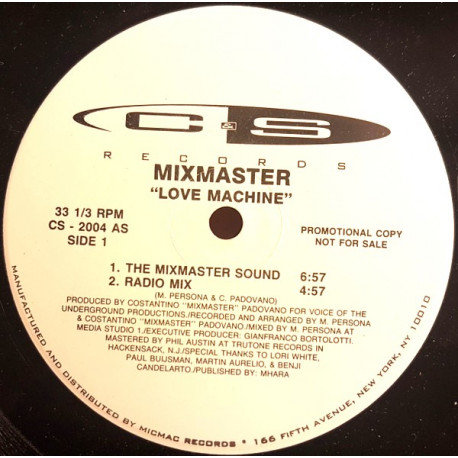 C&S
RECORDS
MIXMASTER
"LOVE MACHINE"
33 1/3 RPM
CS - 2004 AS
SIDE 1
PROMOTIONAL COPY
NOT FOR SALE
1. THE MIXMASTER SOUND 6:57
2. RADIO MIX 4:57
(M. PERSONA & C. PADOVANO)
PRODUCED BY COSTANTINO "MIXMASTER" PADOVANO FOR VOICE OF THE
UNDERGROUND PRODUCTIONS./RECORDED AND ARRANGED BY M. PERSONA
& COSTANTINO "MIXMASTER" PADOVANO/MIXED BY M. PERSONA AT
MEDIA STUDIO 1./EXECUTIVE PRODUCER: GIANFRANCO BORTOLOTTI.
MASTERED BY PHIL AUSTIN AT TRUTONE RECORDS IN
HACKENSACK, N.J./SPECIAL THANKS TO LORI WHITE,
PAUL BUIJSMAN, MARTIN AURELIO, & BENJI
CANDELARTO./PUBLISHED BY: MHARA
MANUFACTURED AND DISTRIBUTED BY MICMAC RECORDS • 166 FIFTH AVENUE, NEW YORK, NY 10010